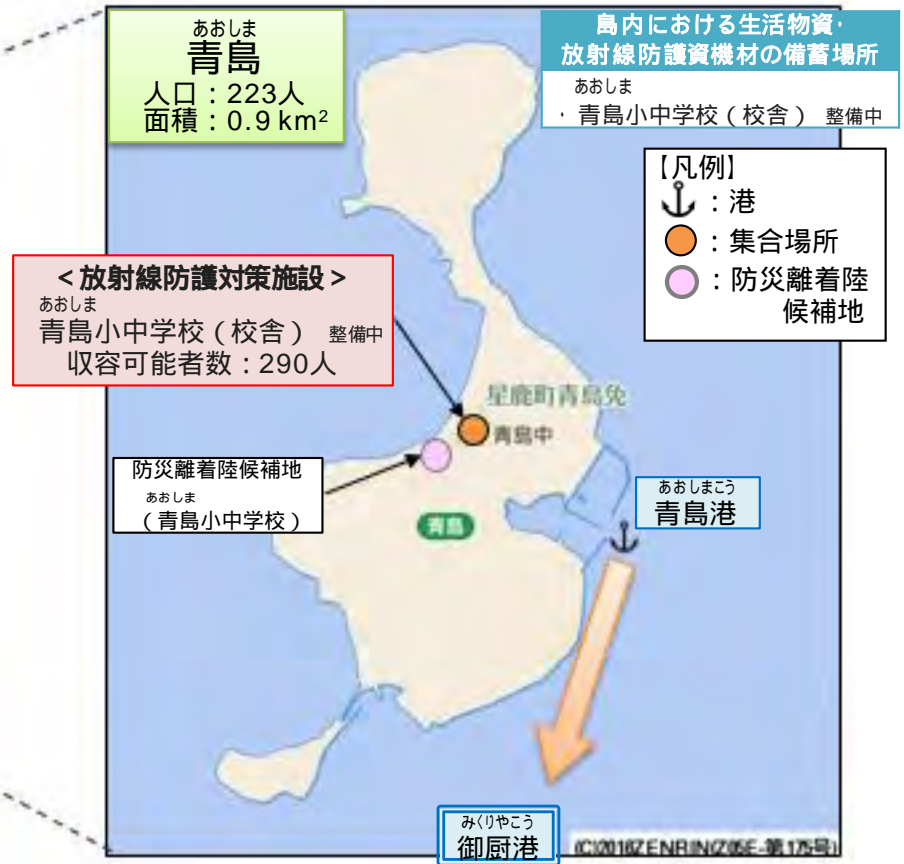 あおしま
青島
人口：223人
面積：0.9 km²
島内における生活物資・
放射線防護資機材の備蓄場所
あおしま
・ 青島小中学校（校舎） 整備中
【凡例】
：港
：集合場所
：防災離着陸
候補地
＜放射線防護対策施設＞
あおしま
青島小中学校（校舎） 整備中
収容可能者数：290人
星鹿町青島免
青島中
防災離着陸候補地
あおしま
（青島小中学校）
青島
あおしまこう
青島港
みくりやこう
御厨港
(C)2016ZENRIN(Z05E-第175号)